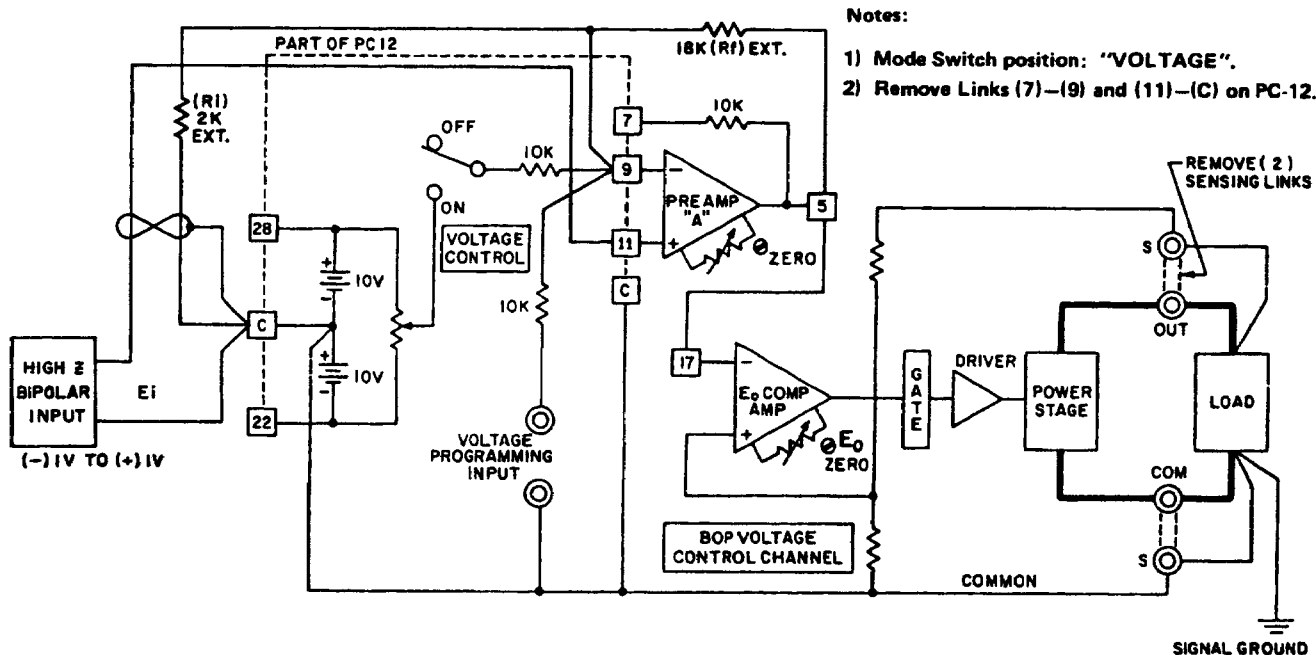 Notes:
1) Mode Switch position: "VOLTAGE".
2) Remove Links (7)—(9) and (11)—(C) on PC-12.
PART OF PC12
18K (Rf) EXT.
(RI)
2K
EXT.
OFF
ON
10K
10K
10K
7
9
11
C
5
PREAMP
"A"
ZERO
VOLTAGE
CONTROL
28
C
22
+
-
10V
+
-
10V
-
+
HIGH Z
BIPOLAR
INPUT
Ei
(-) 1V TO (+) 1V
VOLTAGE
PROGRAMMING
INPUT
17
-
+
Eo COMP
AMP
Eo
ZERO
GATE
DRIVER
POWER
STAGE
LOAD
REMOVE (2)
SENSING LINKS
S
OUT
COM
S
BOP VOLTAGE
CONTROL CHANNEL
COMMON
SIGNAL GROUND